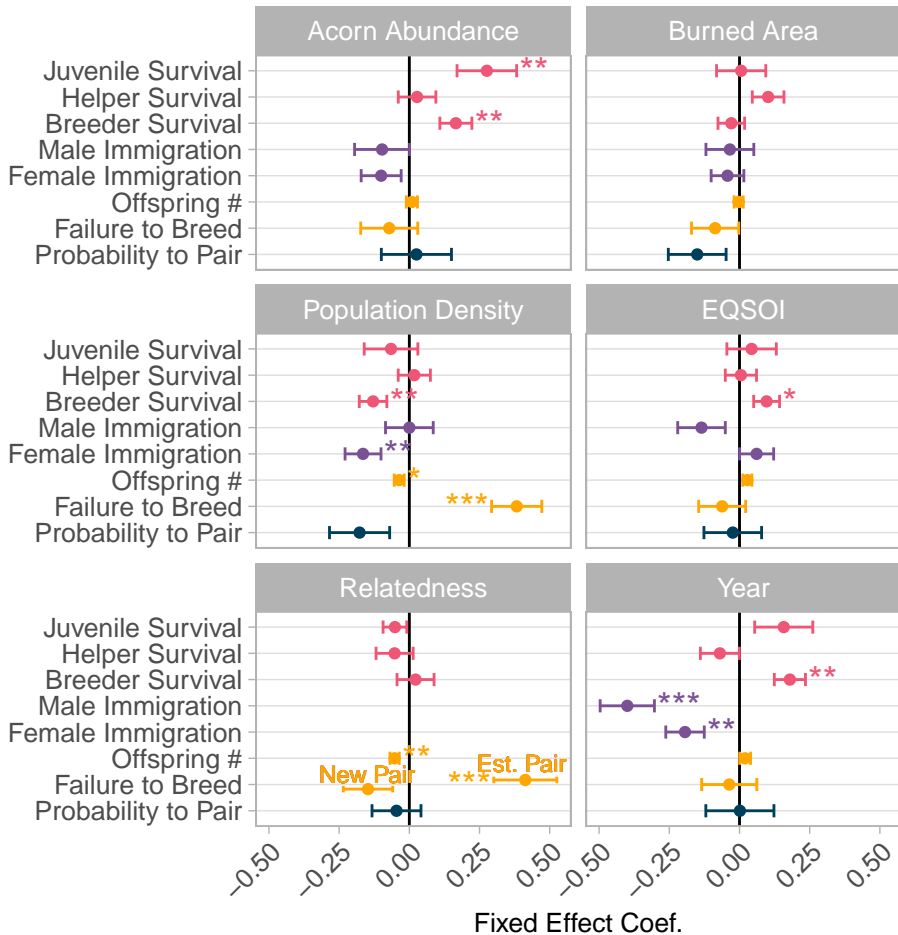 Acorn Abundance Burned Area
Juvenile Survival **
Helper Survival
Breeder Survival **
Male Immigration
Female Immigration
Offspring #
Failure to Breed
Probability to Pair
Population Density EQSOI
Juvenile Survival
Helper Survival
Breeder Survival ** *
Male Immigration
Female Immigration **
Offspring # *
Failure to Breed ***
Probability to Pair
Relatedness Year
Juvenile Survival
Helper Survival
Breeder Survival **
Male Immigration ***
Female Immigration **
Offspring # **
New Pair *** Est. Pair
Failure to Breed
Probability to Pair
−0.50 −0.25 0.00 0.25 0.50 −0.50 −0.25 0.00 0.25 0.50
Fixed Effect Coef.